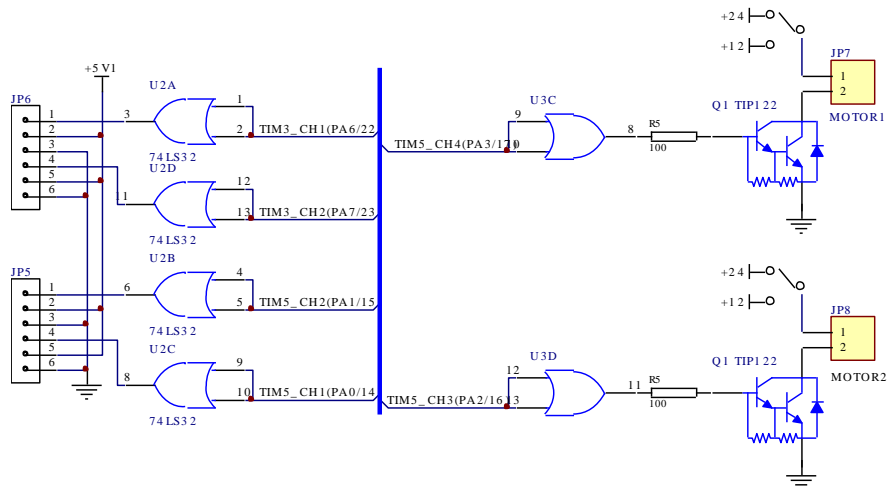 +24
+12
JP7
1
2
MOTOR1
+5V1
JP6
1
2
3
4
5
6
U2A
3
1
2
TIM3_CH1(PA6/22
74LS32
U2D
11
12
13
TIM3_CH2(PA7/23
74LS32
U3C
9
TIM5_CH4(PA3/17
10
8
R5
100
Q1 TIP122
JP5
1
2
3
4
5
6
U2B
6
4
5
TIM5_CH2(PA1/15
74LS32
U2C
8
9
10
TIM5_CH1(PA0/14
74LS32
U3D
12
TIM5_CH3(PA2/16)
13
11
R5
100
Q1 TIP122
+24
+12
JP8
1
2
MOTOR2